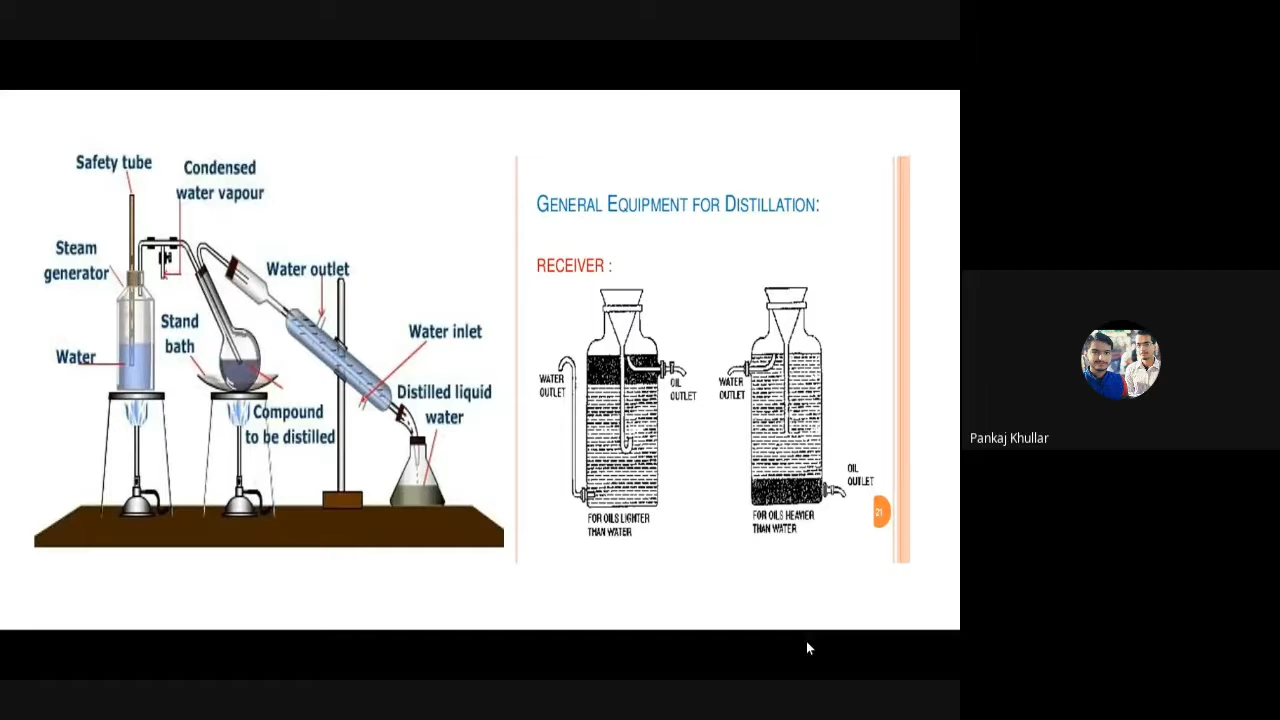 Safety tube
Condensed
water vapour
Steam
generator
Water outlet
Stand
bath
Water inlet
Water
Distilled liquid
water
Compound
to be distilled
GENERAL EQUIPMENT FOR DISTILLATION:
RECEIVER :
WATER
OUTLET
OIL
OUTLET
FOR OILS LIGHTER
THAN WATER
WATER
OUTLET
OIL
OUTLET
FOR OILS HEAVIER
THAN WATER
21
Pankaj Khullar